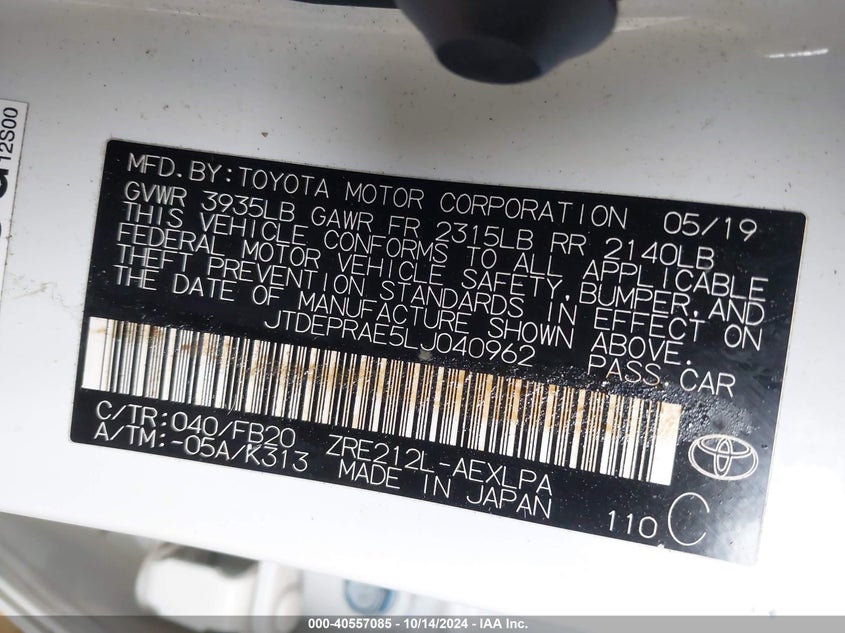 12S00
MFD.BY:TOYOTA MOTOR CORPORATION 05/19
GVWR 3935LB GAWR FR 2315LB RR 2140LB
THIS VEHICLE CONFORMS TO ALL APPLICABLE
FEDERAL MOTOR VEHICLE SAFETY,BUMPER,AND
THEFT PREVENTION STANDARDS IN EFFECT ON
THE DATE OF MANUFACTURE SHOWN ABOVE.
JTDEPRAE5LJ040962 PASS.CAR
C/TR:040/FB20 ZRE212L-AEXLPA
A/TM:-05A/K313 MADE IN JAPAN
110 C
000-40557085 | 10/14/2024 - IAA Inc.